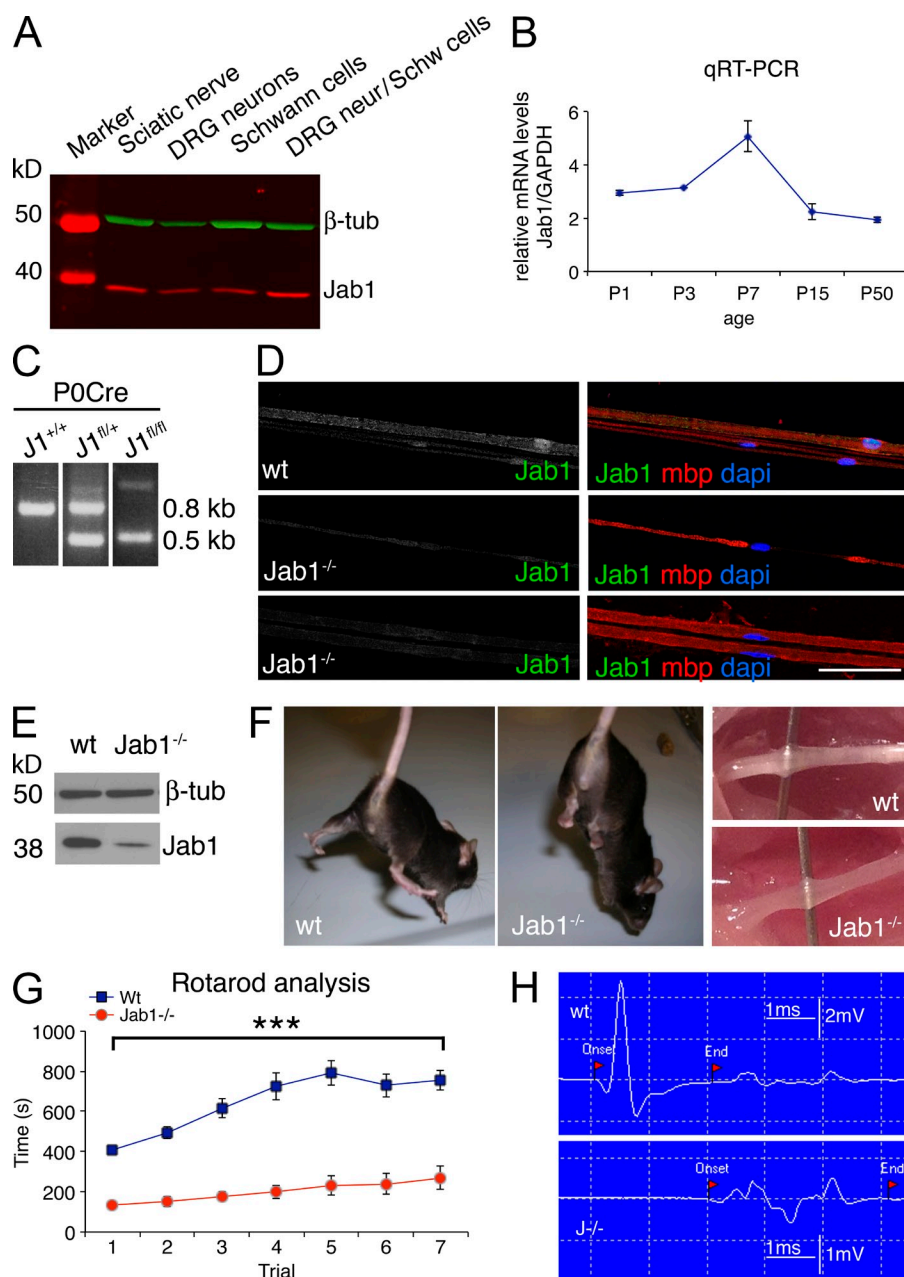 A
Marker
Sciatic nerve
DRG neurons
Schwann cells
DRG neur/Schw cells
kD
50
40
β-tub
Jab1
B
qRT-PCR
relative mRNA levels
Jab1/GAPDH
6
4
2
0
P1 P3 P7 P15 P50
age
C
P0Cre
J1+/+ J1fl/+ J1fl/fl
0.8 kb
0.5 kb
D
wt Jab1
Jab1 mbp dapi
Jab1-/- Jab1
Jab1 mbp dapi
Jab1-/- Jab1
Jab1 mbp dapi
E
wt Jab1-/-
kD
50
β-tub
38
Jab1
F
wt
Jab1-/-
wt
Jab1-/-
G
Rotarod analysis
Wt
Jab1-/-
***
Time (s)
1000
800
600
400
200
0
1 2 3 4 5 6 7
Trial
H
wt
Onset
End
1ms 2mV
Onset
End
J-/-
1ms 1mV